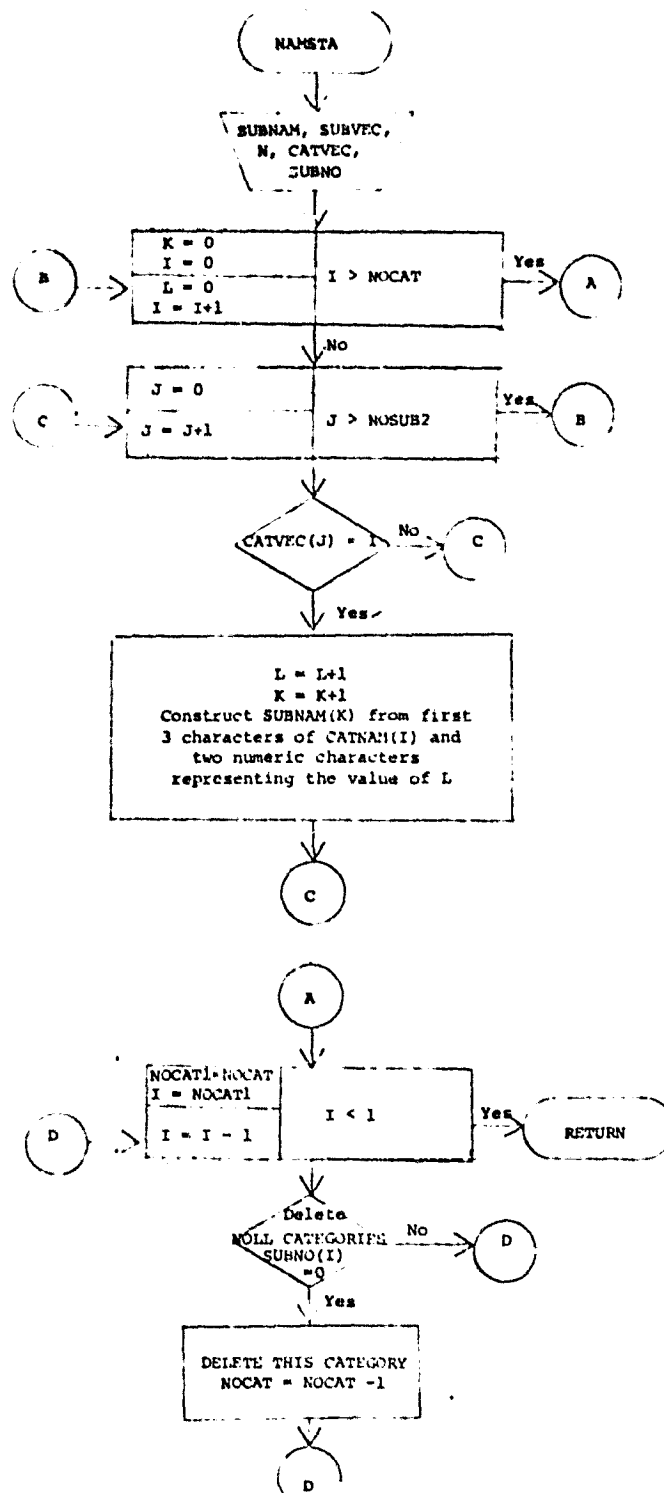 NAMSTA
SUBNAM, SUBVEC,
N, CATVEC,
SUBNO
K = 0
I = 0
L = 0
I = I+1
I > NOCAT
Yes
A
B
No
J = 0
J = J+1
J > NOSUB2
Yes
B
C
CATVEC(J) = I
No
C
Yes
L = L+1
K = K+1
Construct SUBNAM(K) from first
3 characters of CATNAM(I) and
two numeric characters
representing the value of L
C
A
NOCAT1=NOCAT
I = NOCAT1
I = I - 1
I < 1
Yes
RETURN
D
Delete
NOLL CATEGORIES
SUBNO(I)
=0
No
D
Yes
DELETE THIS CATEGORY
NOCAT = NOCAT -1
D